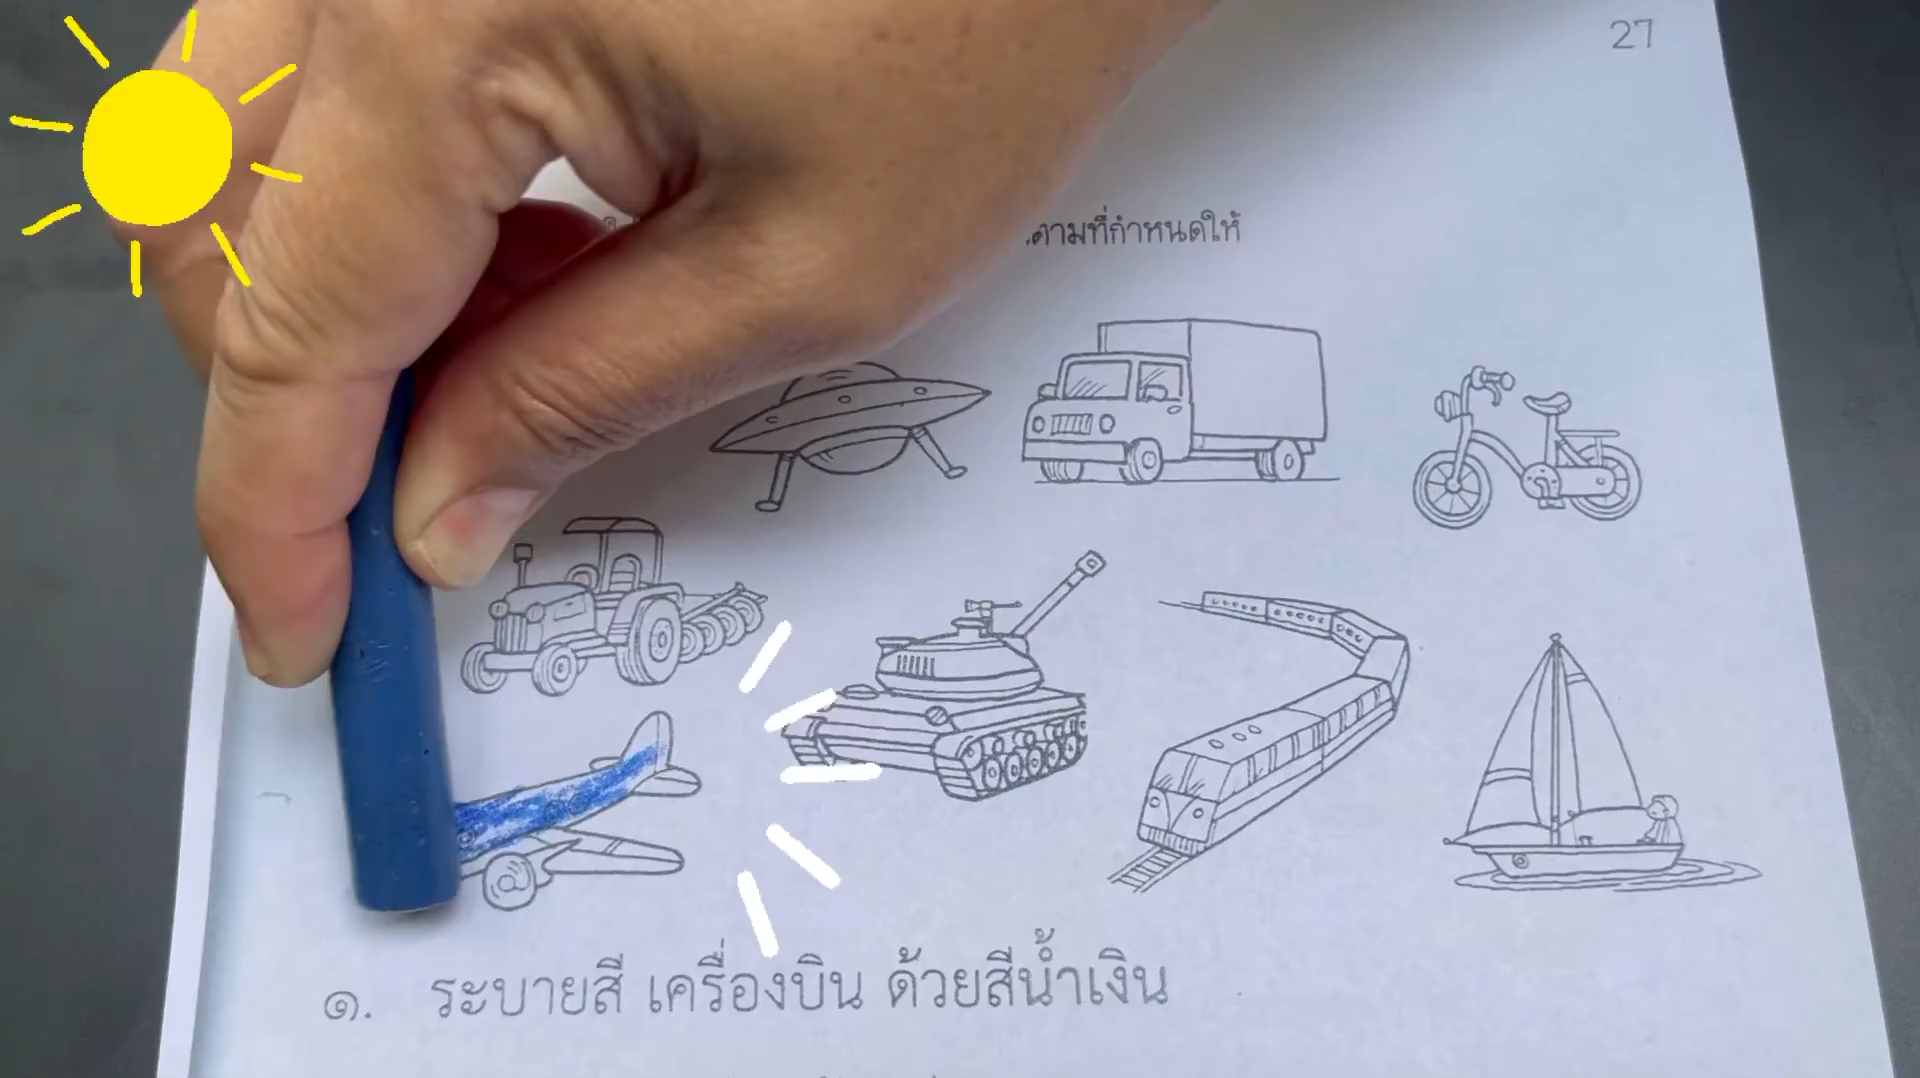 27
ตามที่กำหนดให้
๑. ระบายสี เครื่องบิน ด้วยสีน้ำเงิน